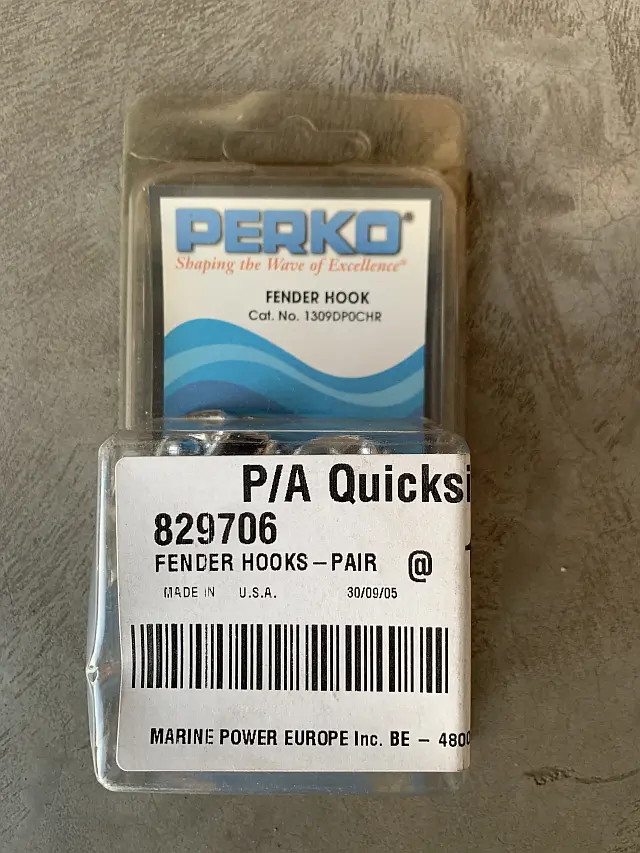 PERKO®
Shaping the Wave of Excellence®
FENDER HOOK
Cat. No. 1309DP0CHR
P/A Quicksi
829706
FENDER HOOKS – PAIR @
MADE IN U.S.A. 30/09/05
MARINE POWER EUROPE Inc. BE – 4800